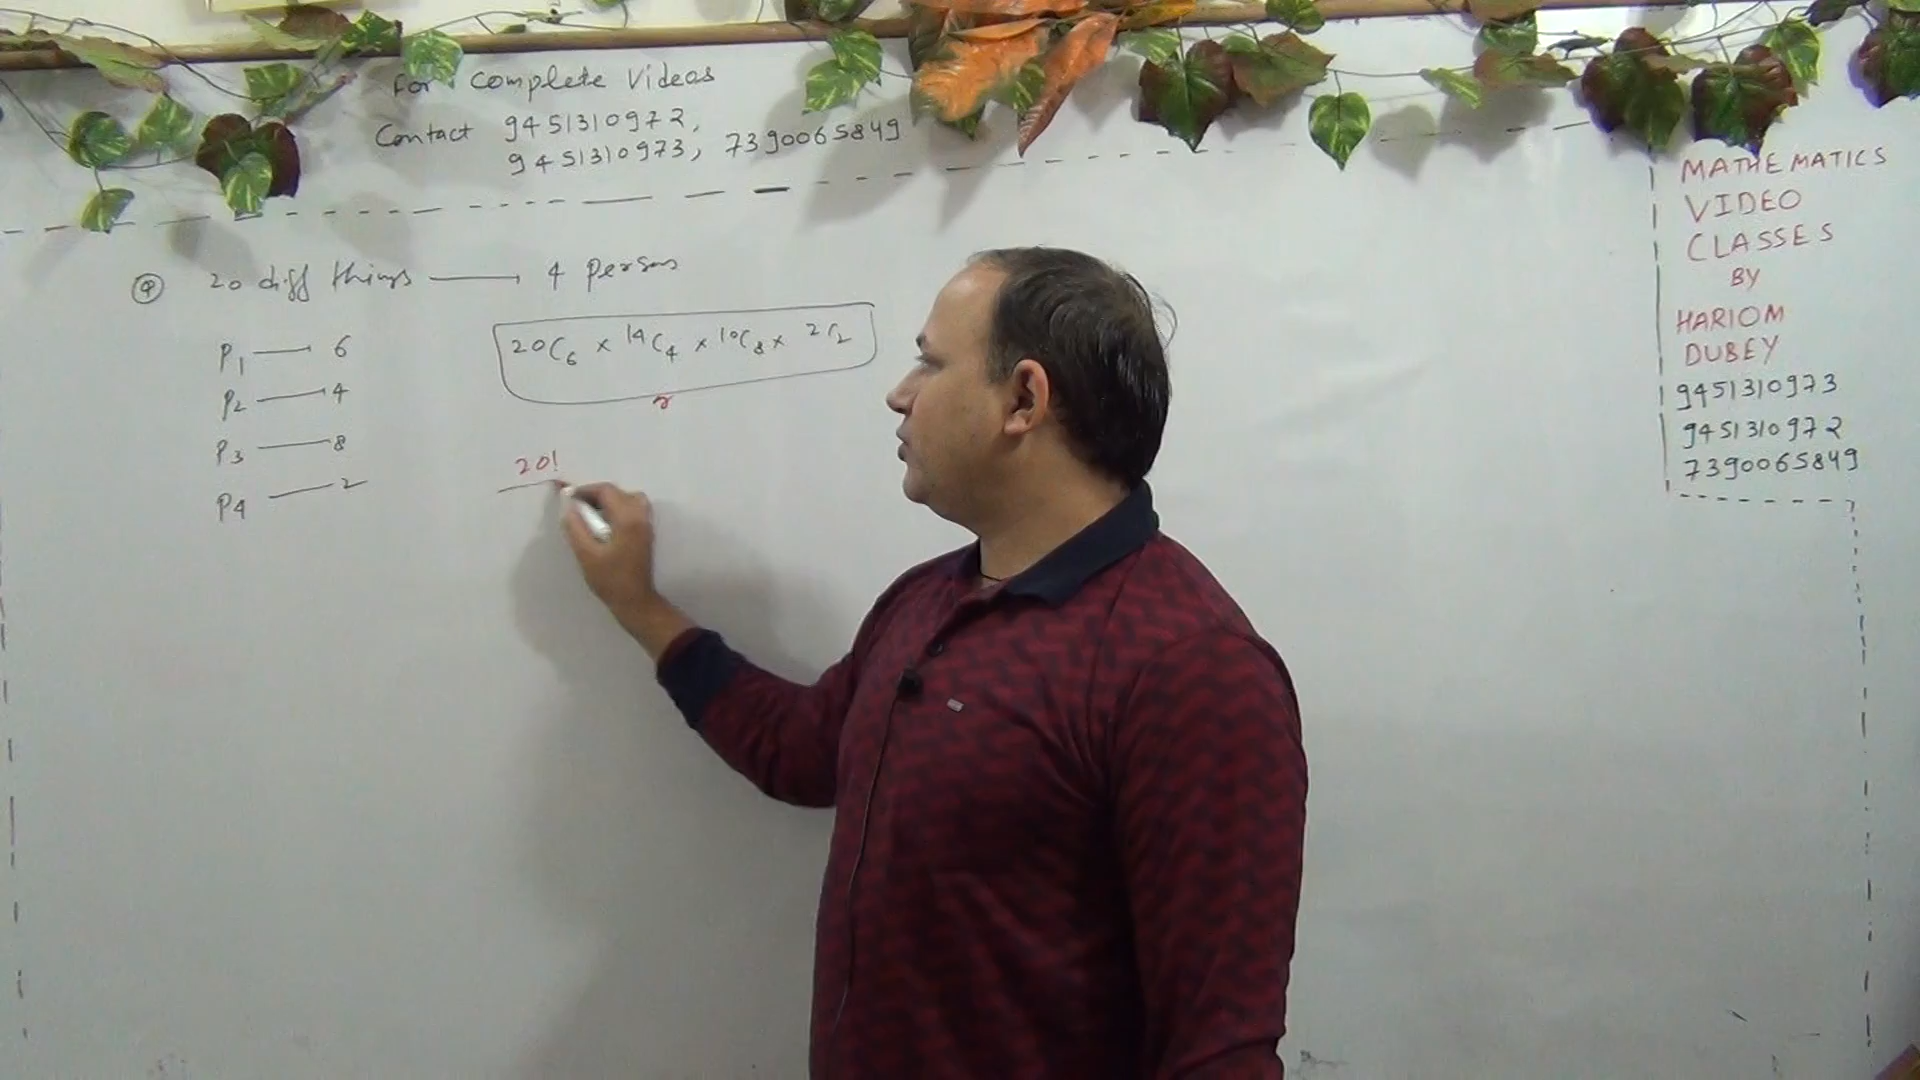 For Complete Videos
Contact 9451310972,
9451310973, 7390065849
Q 20 diff things 4 persons
P1 6
P2 4
P3 8
P4 2
20C6 × 14C4 × 10C8 × 2C2
20!
MATHEMATICS
VIDEO
CLASSES
BY
HARIOM
DUBEY
9451310973
9451310972
7390065849